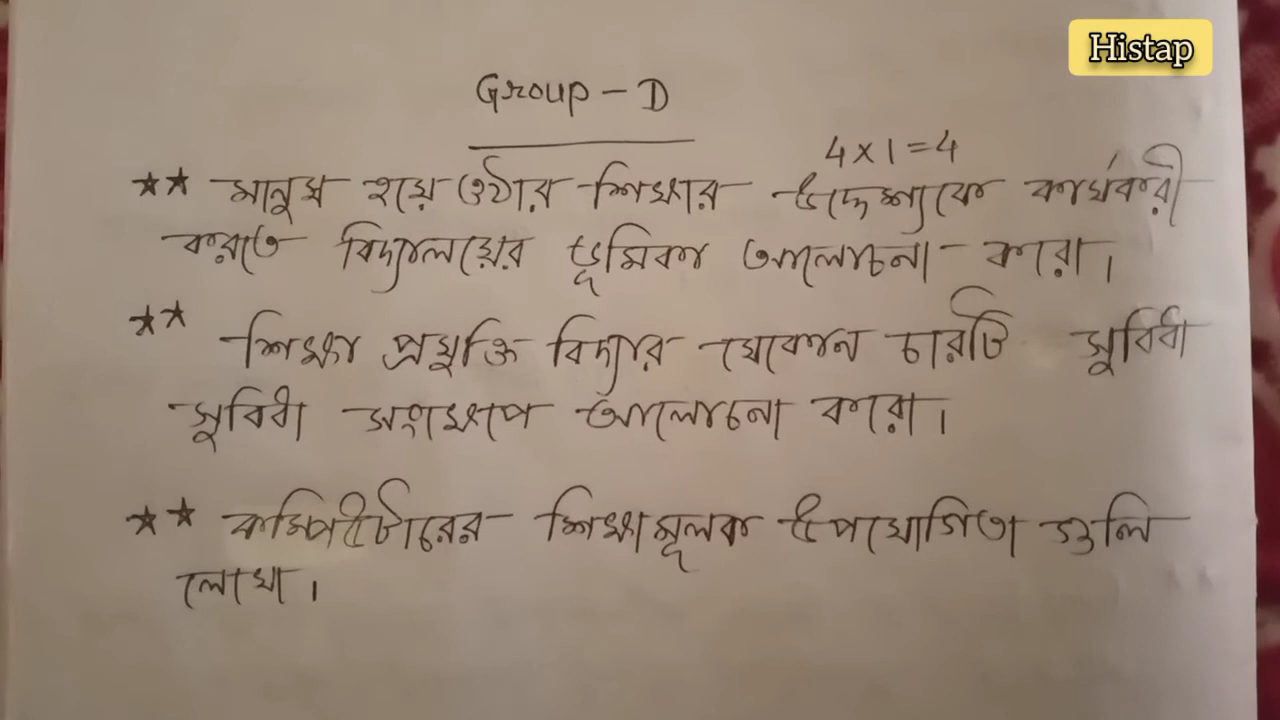 Histap
Group - D
4 x 1 = 4
** মানুষ হয়ে ওঠার শিক্ষার উদ্দেশ্যকে কার্যকরী
করতে বিদ্যালয়ের ভূমিকা আলোচনা করো।
** শিক্ষা প্রযুক্তি বিদ্যার যেকোন চারটি সুবিধা
সুবিধা সংক্ষেপে আলোচনা করো।
** কম্পিউটারের শিক্ষামূলক উপযোগিতা গুলি
লেখো।